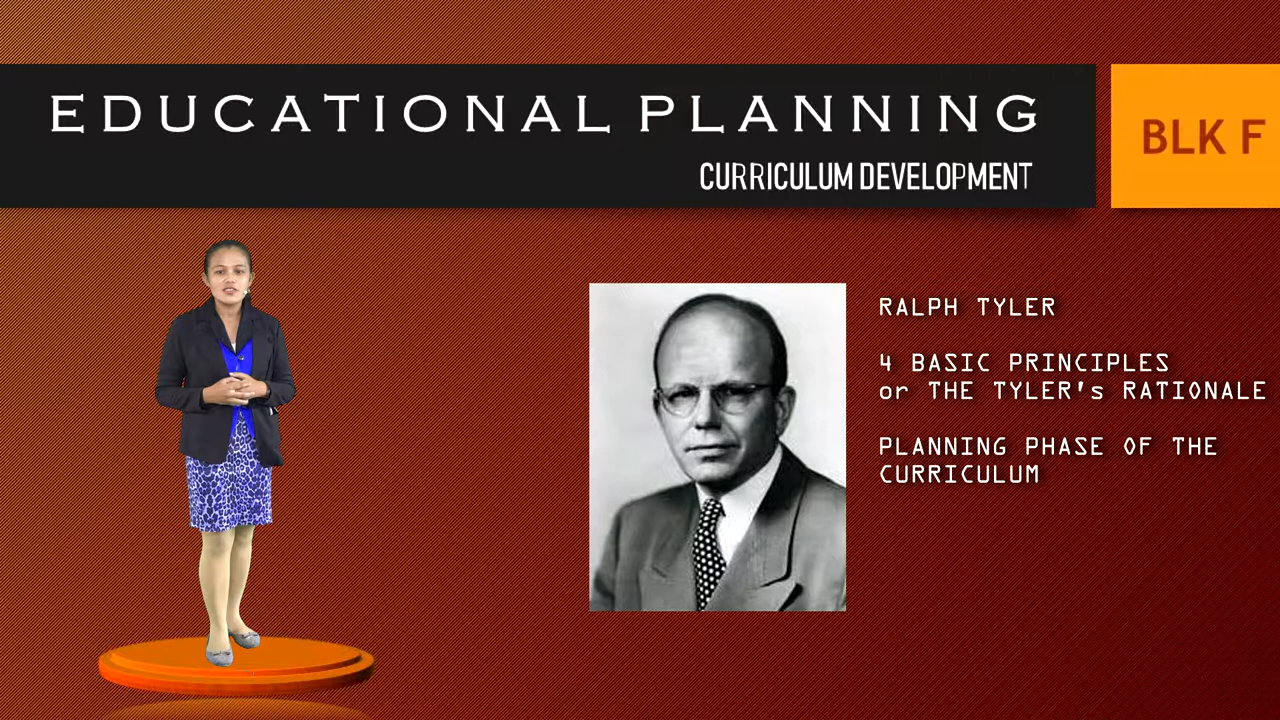 EDUCATIONAL PLANNING
CURRICULUM DEVELOPMENT
BLK F
RALPH TYLER
4 BASIC PRINCIPLES
or THE TYLER's RATIONALE
PLANNING PHASE OF THE
CURRICULUM